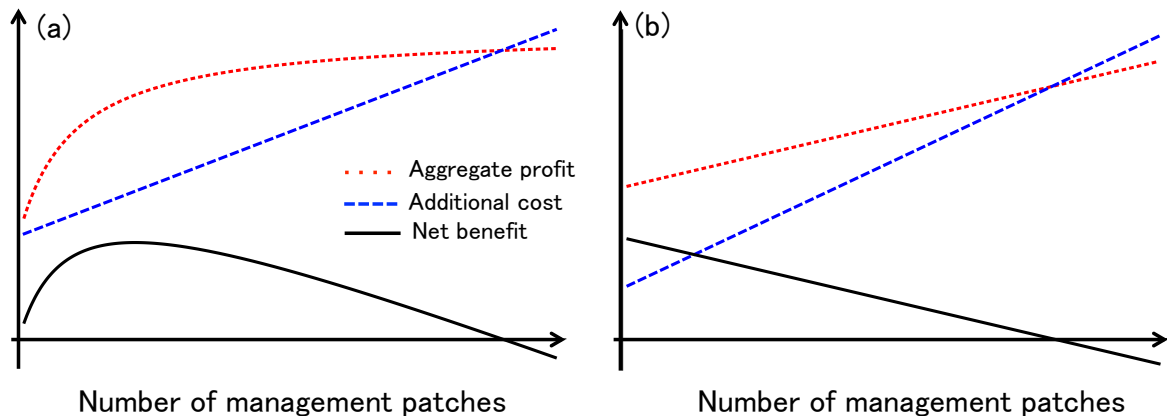 (a)
(b)
Aggregate profit
Additional cost
Net benefit
Number of management patches
Number of management patches